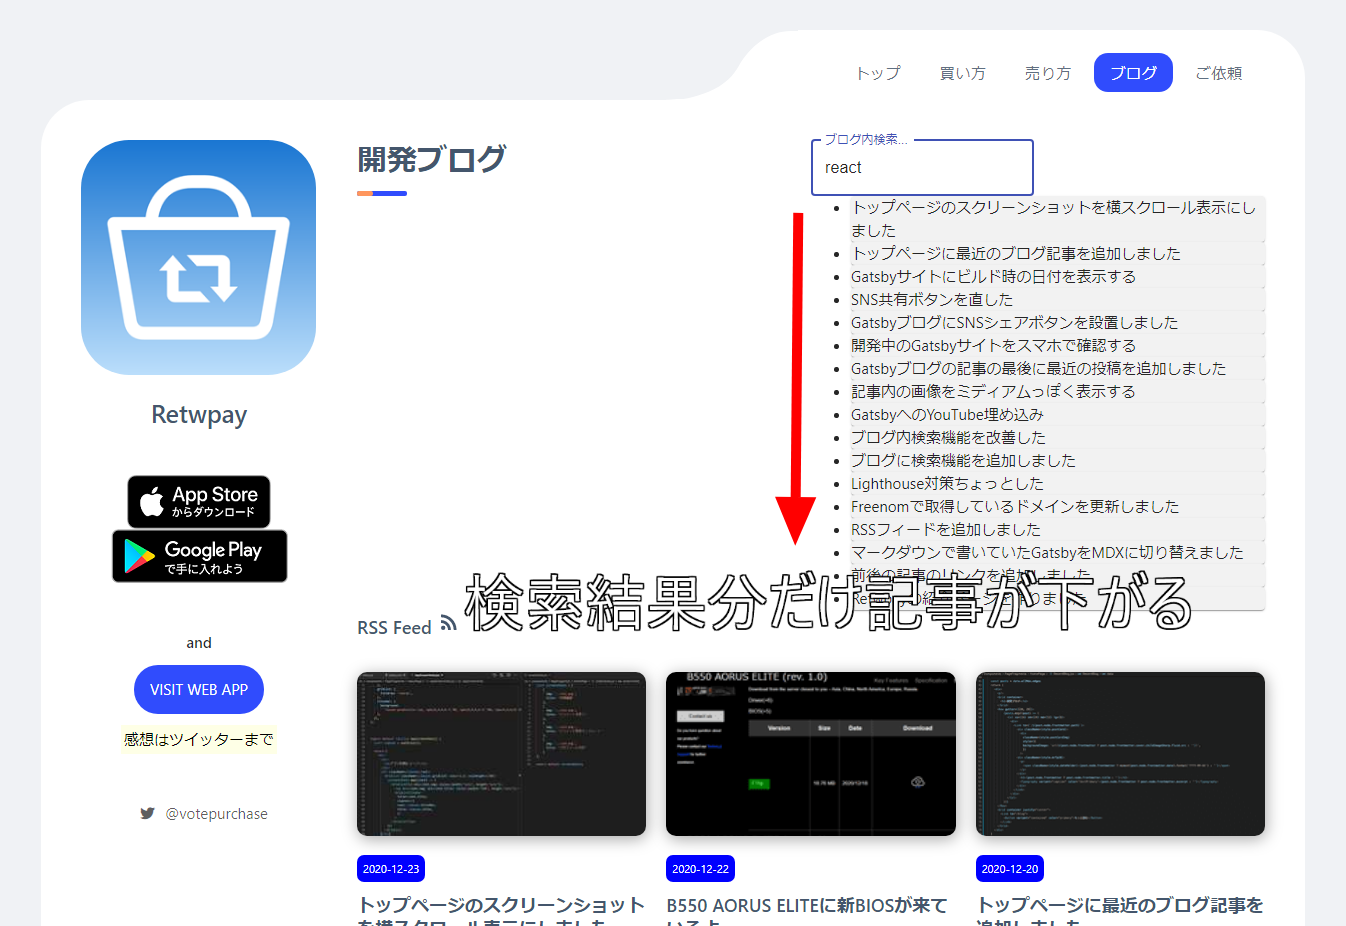 トップ
買い方
売り方
ブログ
ご依頼
Retwpay
App Store
からダウンロード
Google Play
で手に入れよう
and
VISIT WEB APP
感想はツイッターまで
@votepurchase
開発ブログ
ブログ内検索...
react
トップページのスクリーンショットを横スクロール表示にし
ました
トップページに最近のブログ記事を追加しました
Gatsbyサイトにビルド時の日付を表示する
SNS共有ボタンを直した
GatsbyブログにSNSシェアボタンを設置しました
開発中のGatsbyサイトをスマホで確認する
Gatsbyブログの記事の最後に最近の投稿を追加しました
記事内の画像をミディアムっぽく表示する
GatsbyへのYouTube埋め込み
ブログ内検索機能を改善した
ブログに検索機能を追加しました
Lighthouse対策ちょっとした
Freenomで取得しているドメインを更新しました
RSSフィードを追加しました
マークダウンで書いていたGatsbyをMDXに切り替えました
前後の記事のリンクを追加しました
検索結果分だけ記事が下がる
RSS Feed
B550 AORUS ELITE (rev. 1.0)
Key Features
Specification
Contact us
Version
Size
Date
Download
2020-12-23
トップページのスクリーンショット
を横スクロール表示にしました
2020-12-22
B550 AORUS ELITEに新BIOSが来て
いるよ
2020-12-20
トップページに最近のブログ記事を
追加しました